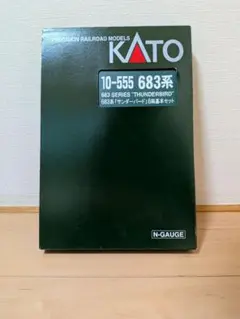 PRECISION RAILROAD MODELS
KATO
10-555 683系
683 SERIES "THUNDERBIRD"
683系「サンダーバード」6両基本セット
N-GAUGE